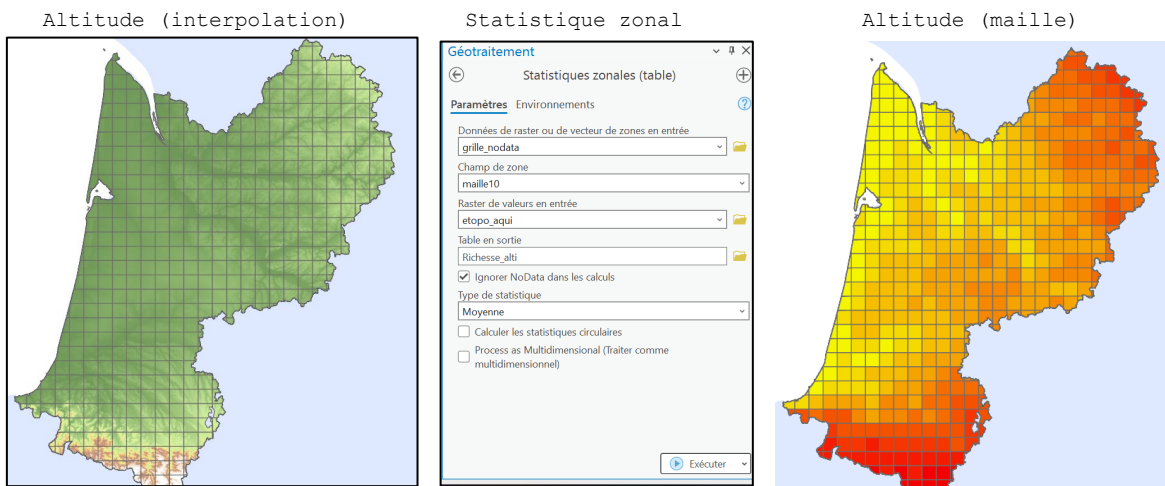 Altitude (interpolation)
Statistique zonal
Altitude (maille)
Géotraitement
Statistiques zonales (table)
Paramètres Environnements
Données de raster ou de vecteur de zones en entrée
grille_nodata
Champ de zone
maille10
Raster de valeurs en entrée
etopo_aqui
Table en sortie
Richesse_alti
Ignorer NoData dans les calculs
Type de statistique
Moyenne
Calculer les statistiques circulaires
Process as Multidimensional (Traiter comme
multidimensionnel)
Exécuter